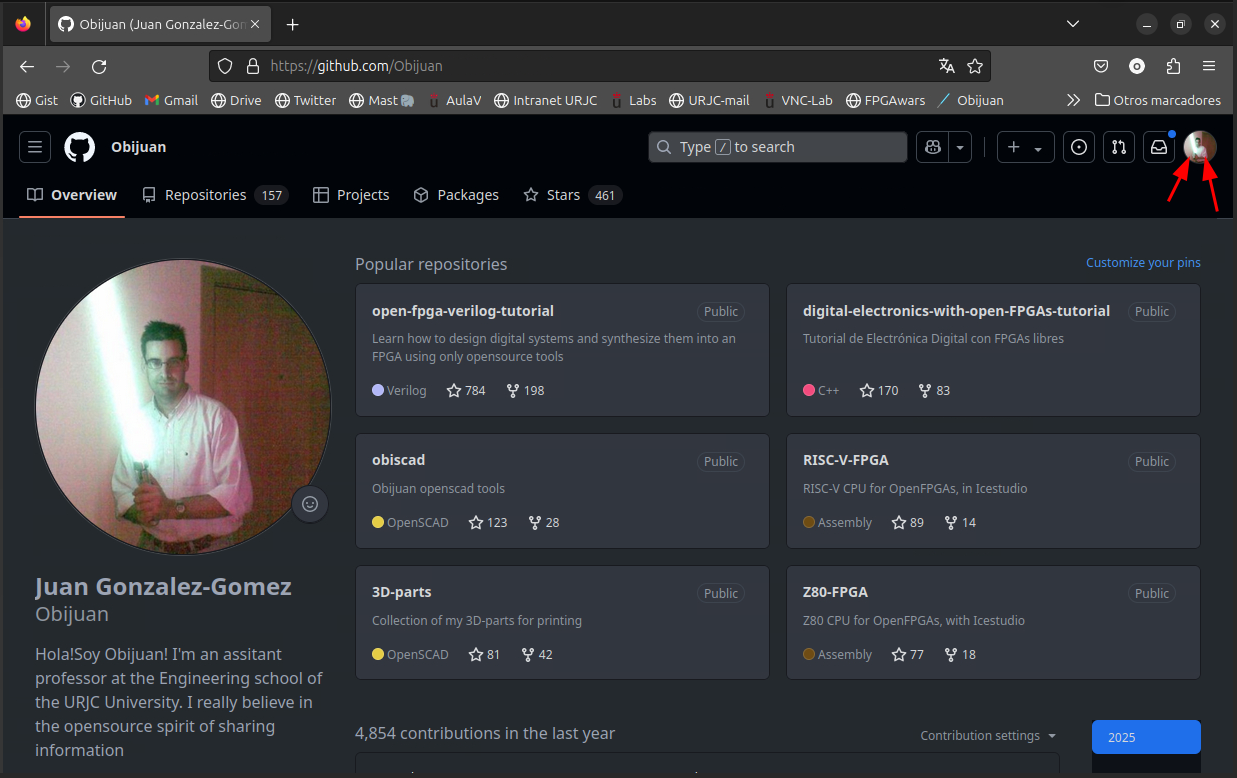 Obijuan (Juan Gonzalez-Gon
https://github.com/Obijuan
Gist GitHub Gmail Drive Twitter Mast AulaV Intranet URJC Labs URJC-mail VNC-Lab FPGAwars Obijuan Otros marcadores
Obijuan Type / to search
Overview Repositories 157 Projects Packages Stars 461
Popular repositories Customize your pins
open-fpga-verilog-tutorial Public
Learn how to design digital systems and synthesize them into an
FPGA using only opensource tools
Verilog 784 198
digital-electronics-with-open-FPGAs-tutorial Public
Tutorial de Electrónica Digital con FPGAs libres
C++ 170 83
obiscad Public
Obijuan openscad tools
OpenSCAD 123 28
RISC-V-FPGA Public
RISC-V CPU for OpenFPGAs, in Icestudio
Assembly 89 14
3D-parts Public
Collection of my 3D-parts for printing
OpenSCAD 81 42
Z80-FPGA Public
Z80 CPU for OpenFPGAs, with Icestudio
Assembly 77 18
Juan Gonzalez-Gomez
Obijuan
Hola!Soy Obijuan! I'm an assitant
professor at the Engineering school of
the URJC University. I really believe in
the opensource spirit of sharing
information
4,854 contributions in the last year Contribution settings 2025